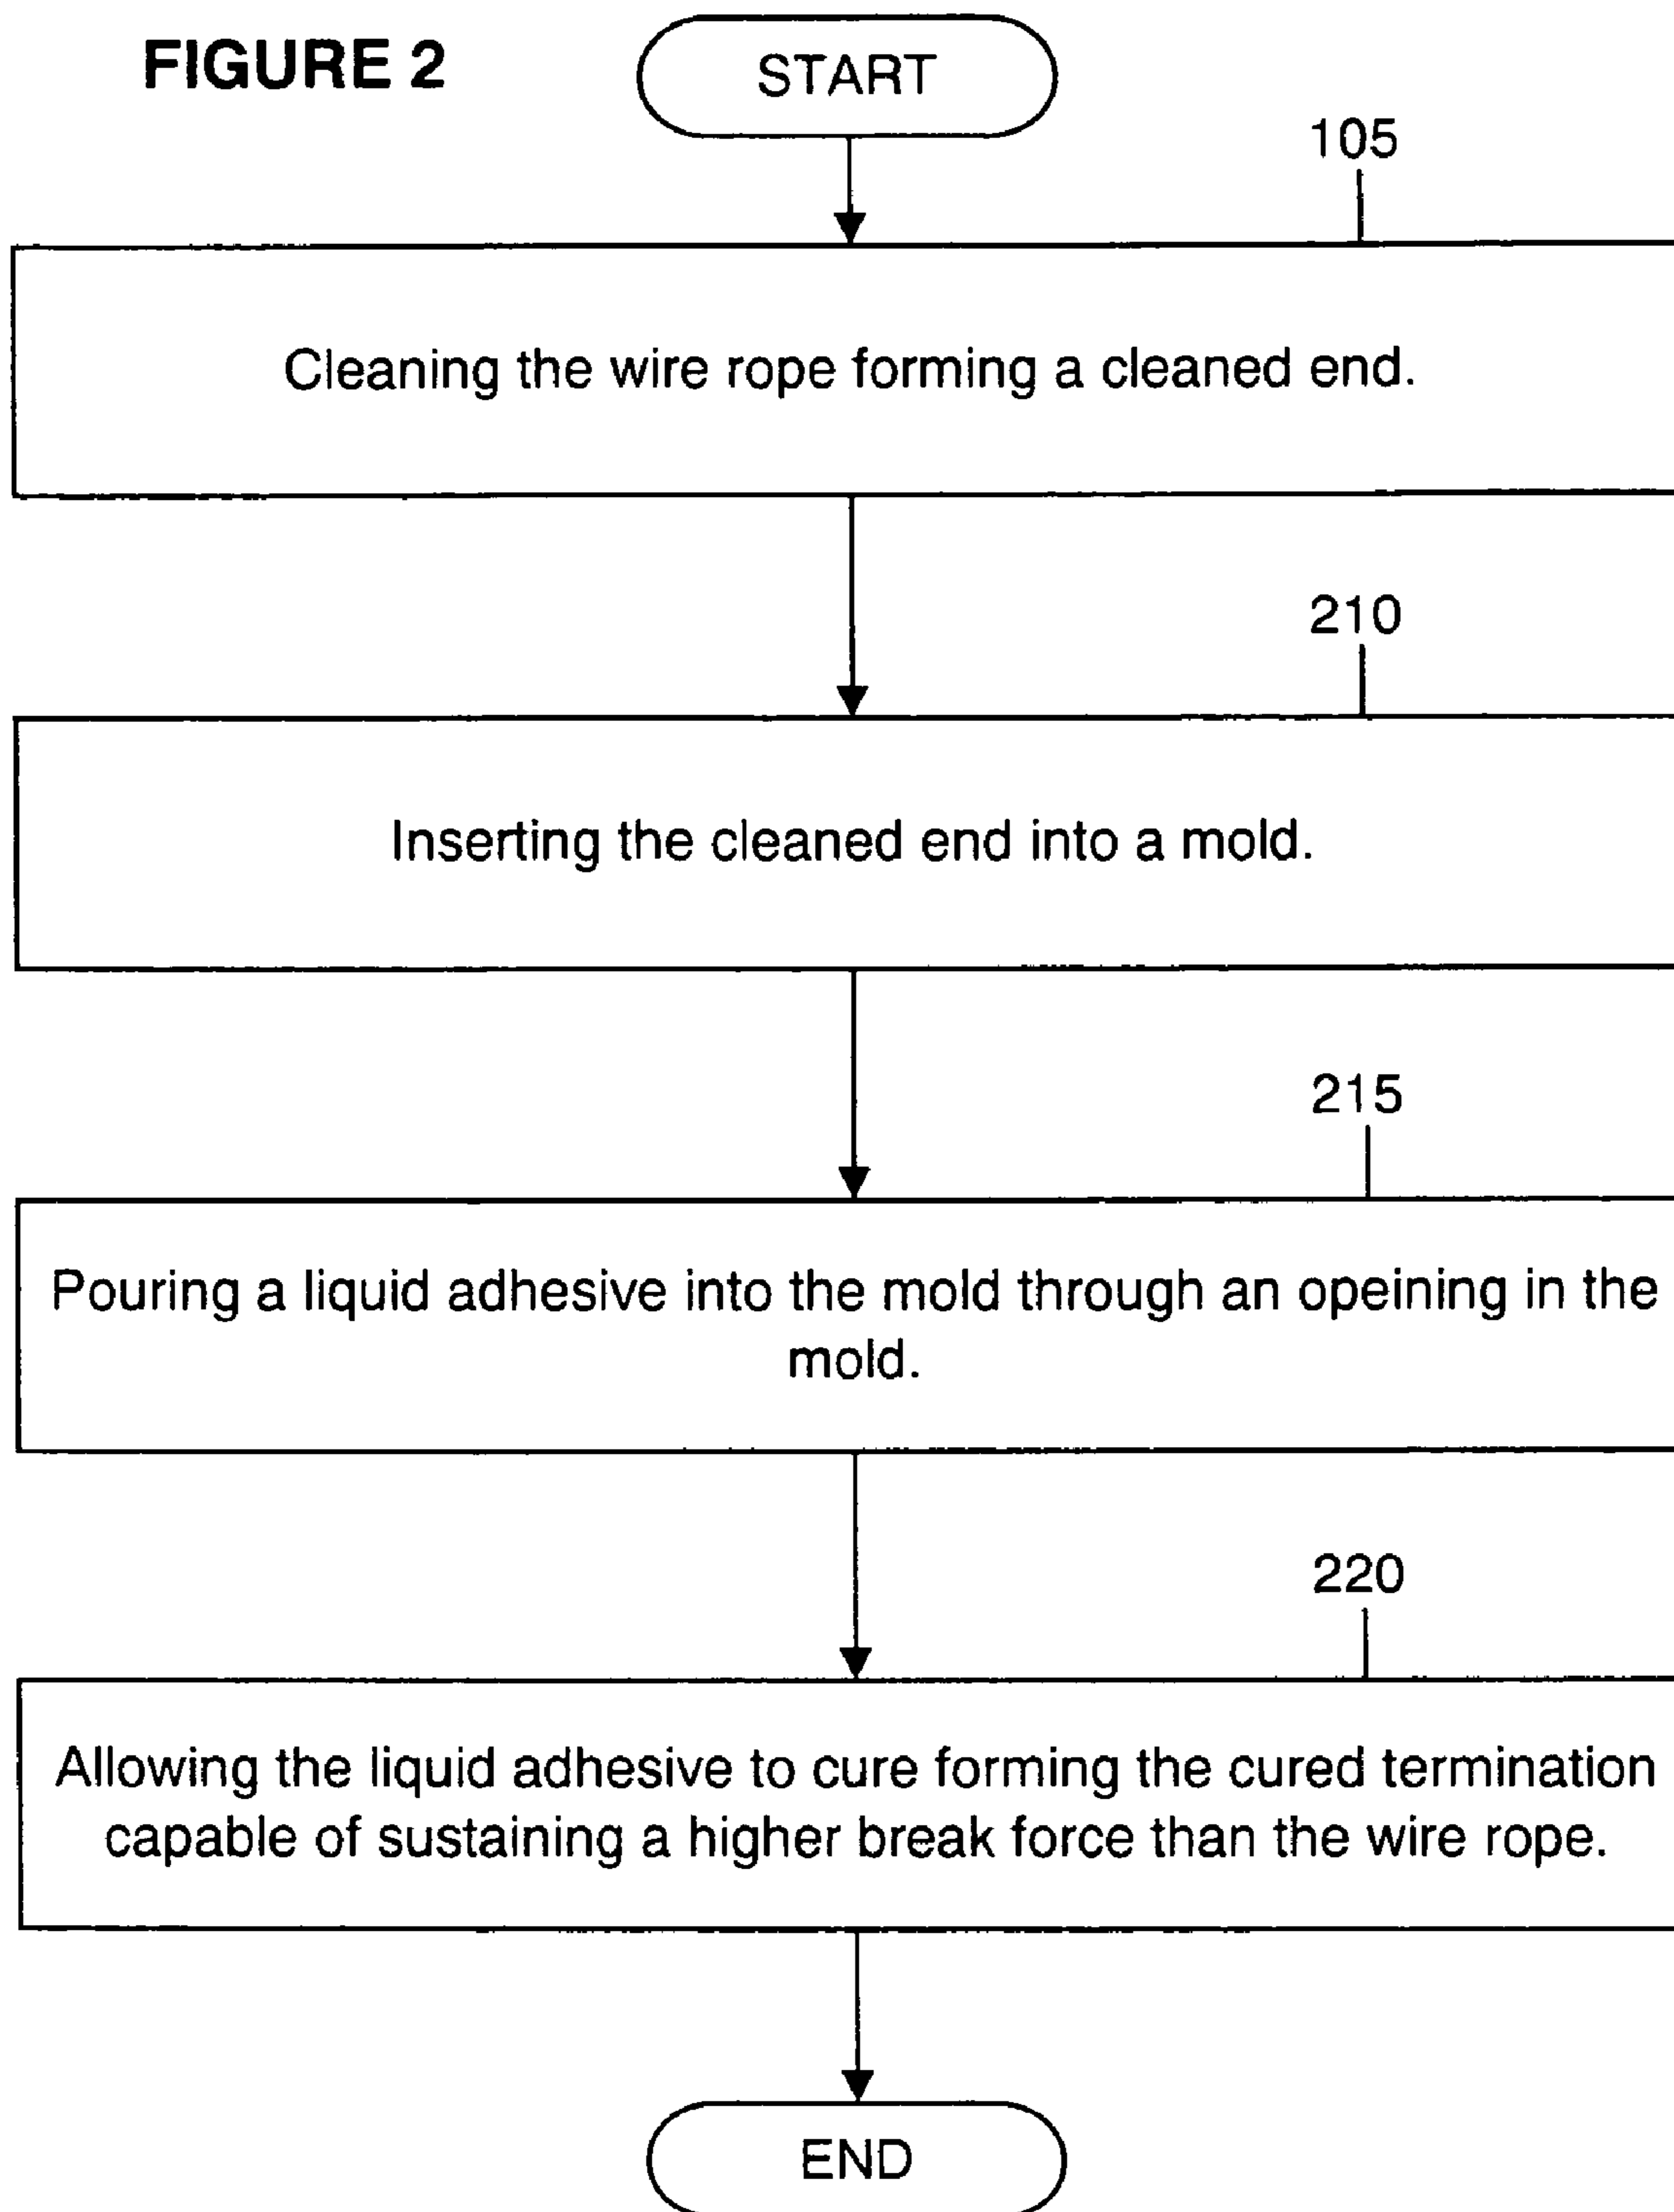 FIGURE 2
START
105
Cleaning the wire rope forming a cleaned end.
210
Inserting the cleaned end into a mold.
215
Pouring a liquid adhesive into the mold through an opeining in the
mold.
220
Allowing the liquid adhesive to cure forming the cured termination
capable of sustaining a higher break force than the wire rope.
END